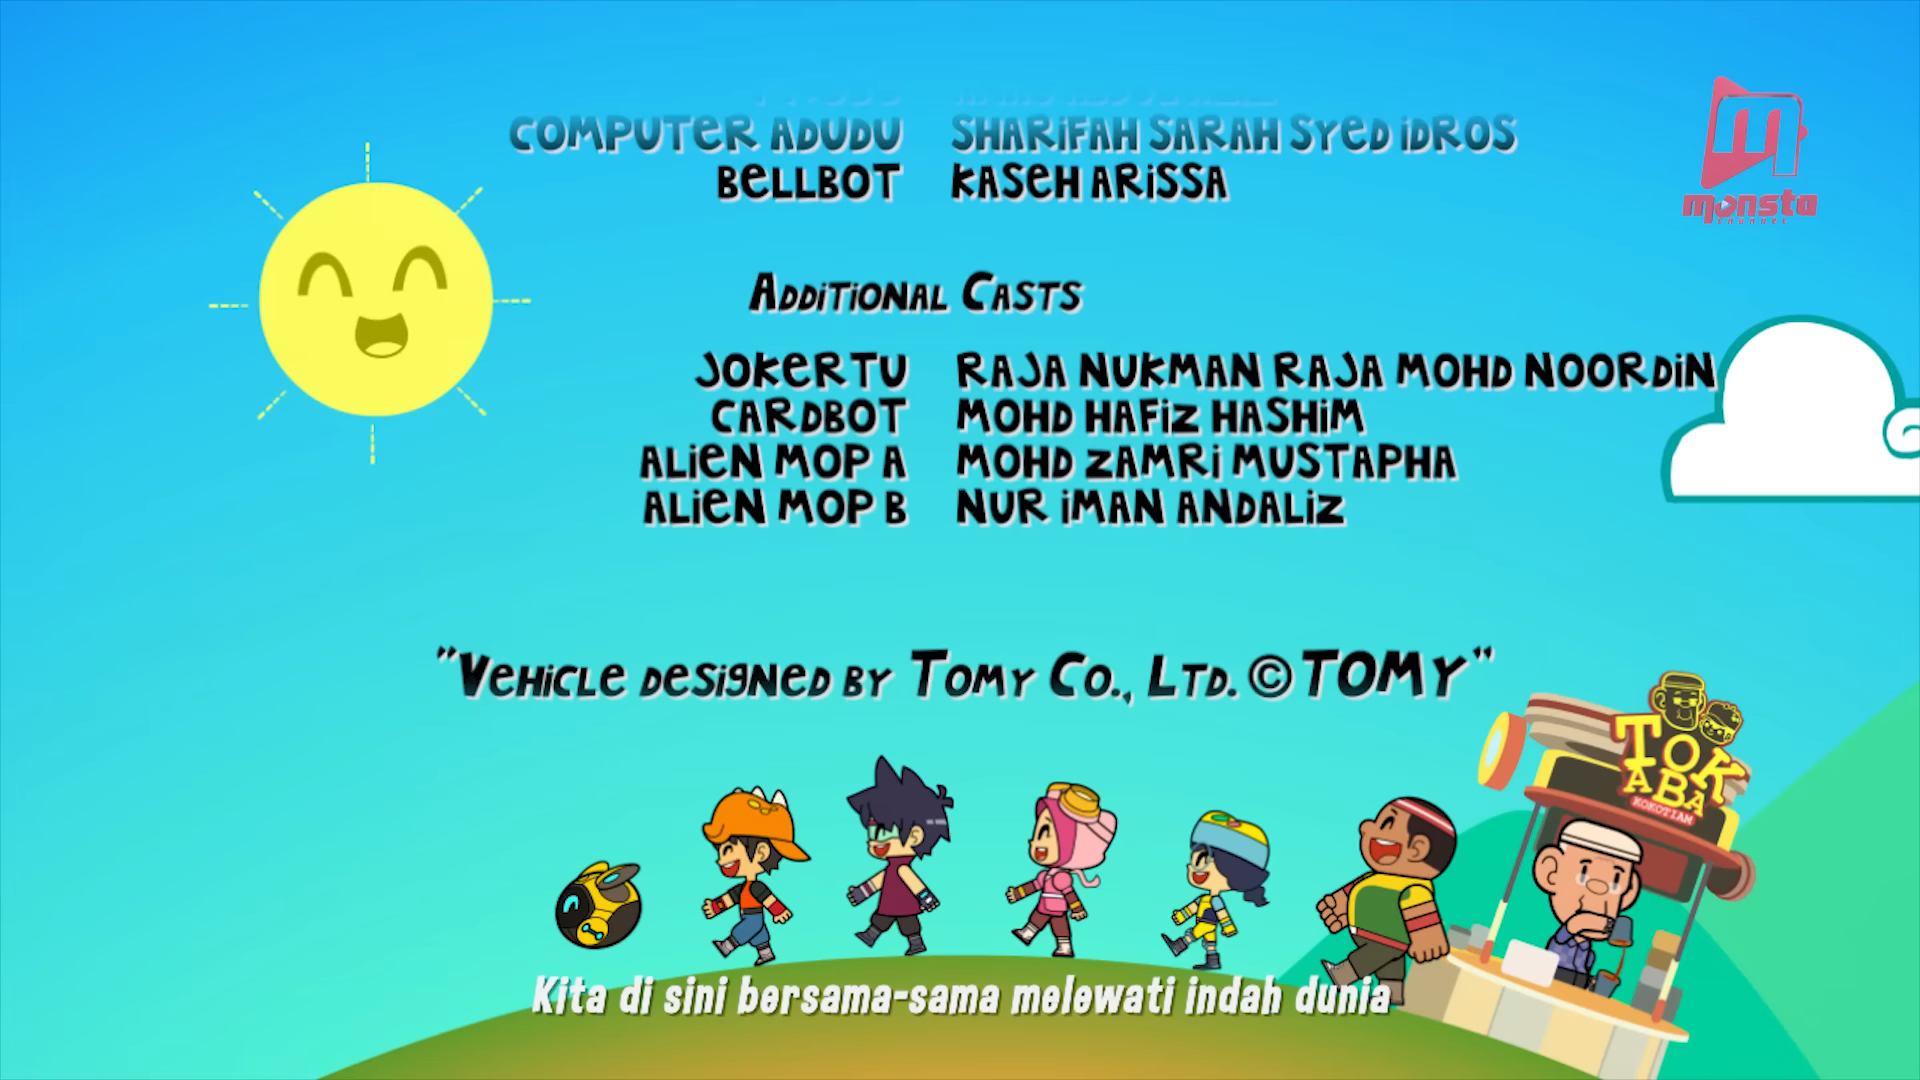 COMPUTER ADUDU SHARIFAH SARAH SYED IDROS
BELLBOT KASEH ARISSA
monsta
CHANNEL
ADDITIONAL CASTS
JOKERTU RAJA NUKMAN RAJA MOHD NOORDIN
CARDBOT MOHD HAFIZ HASHIM
ALIEN MOP A MOHD ZAMRI MUSTAPHA
ALIEN MOP B NUR IMAN ANDALIZ
"VEHICLE DESIGNED BY TOMY CO., LTD. © TOMY"
TOK
ABA
KOKOTIAM
Kita di sini bersama-sama melewati indah dunia